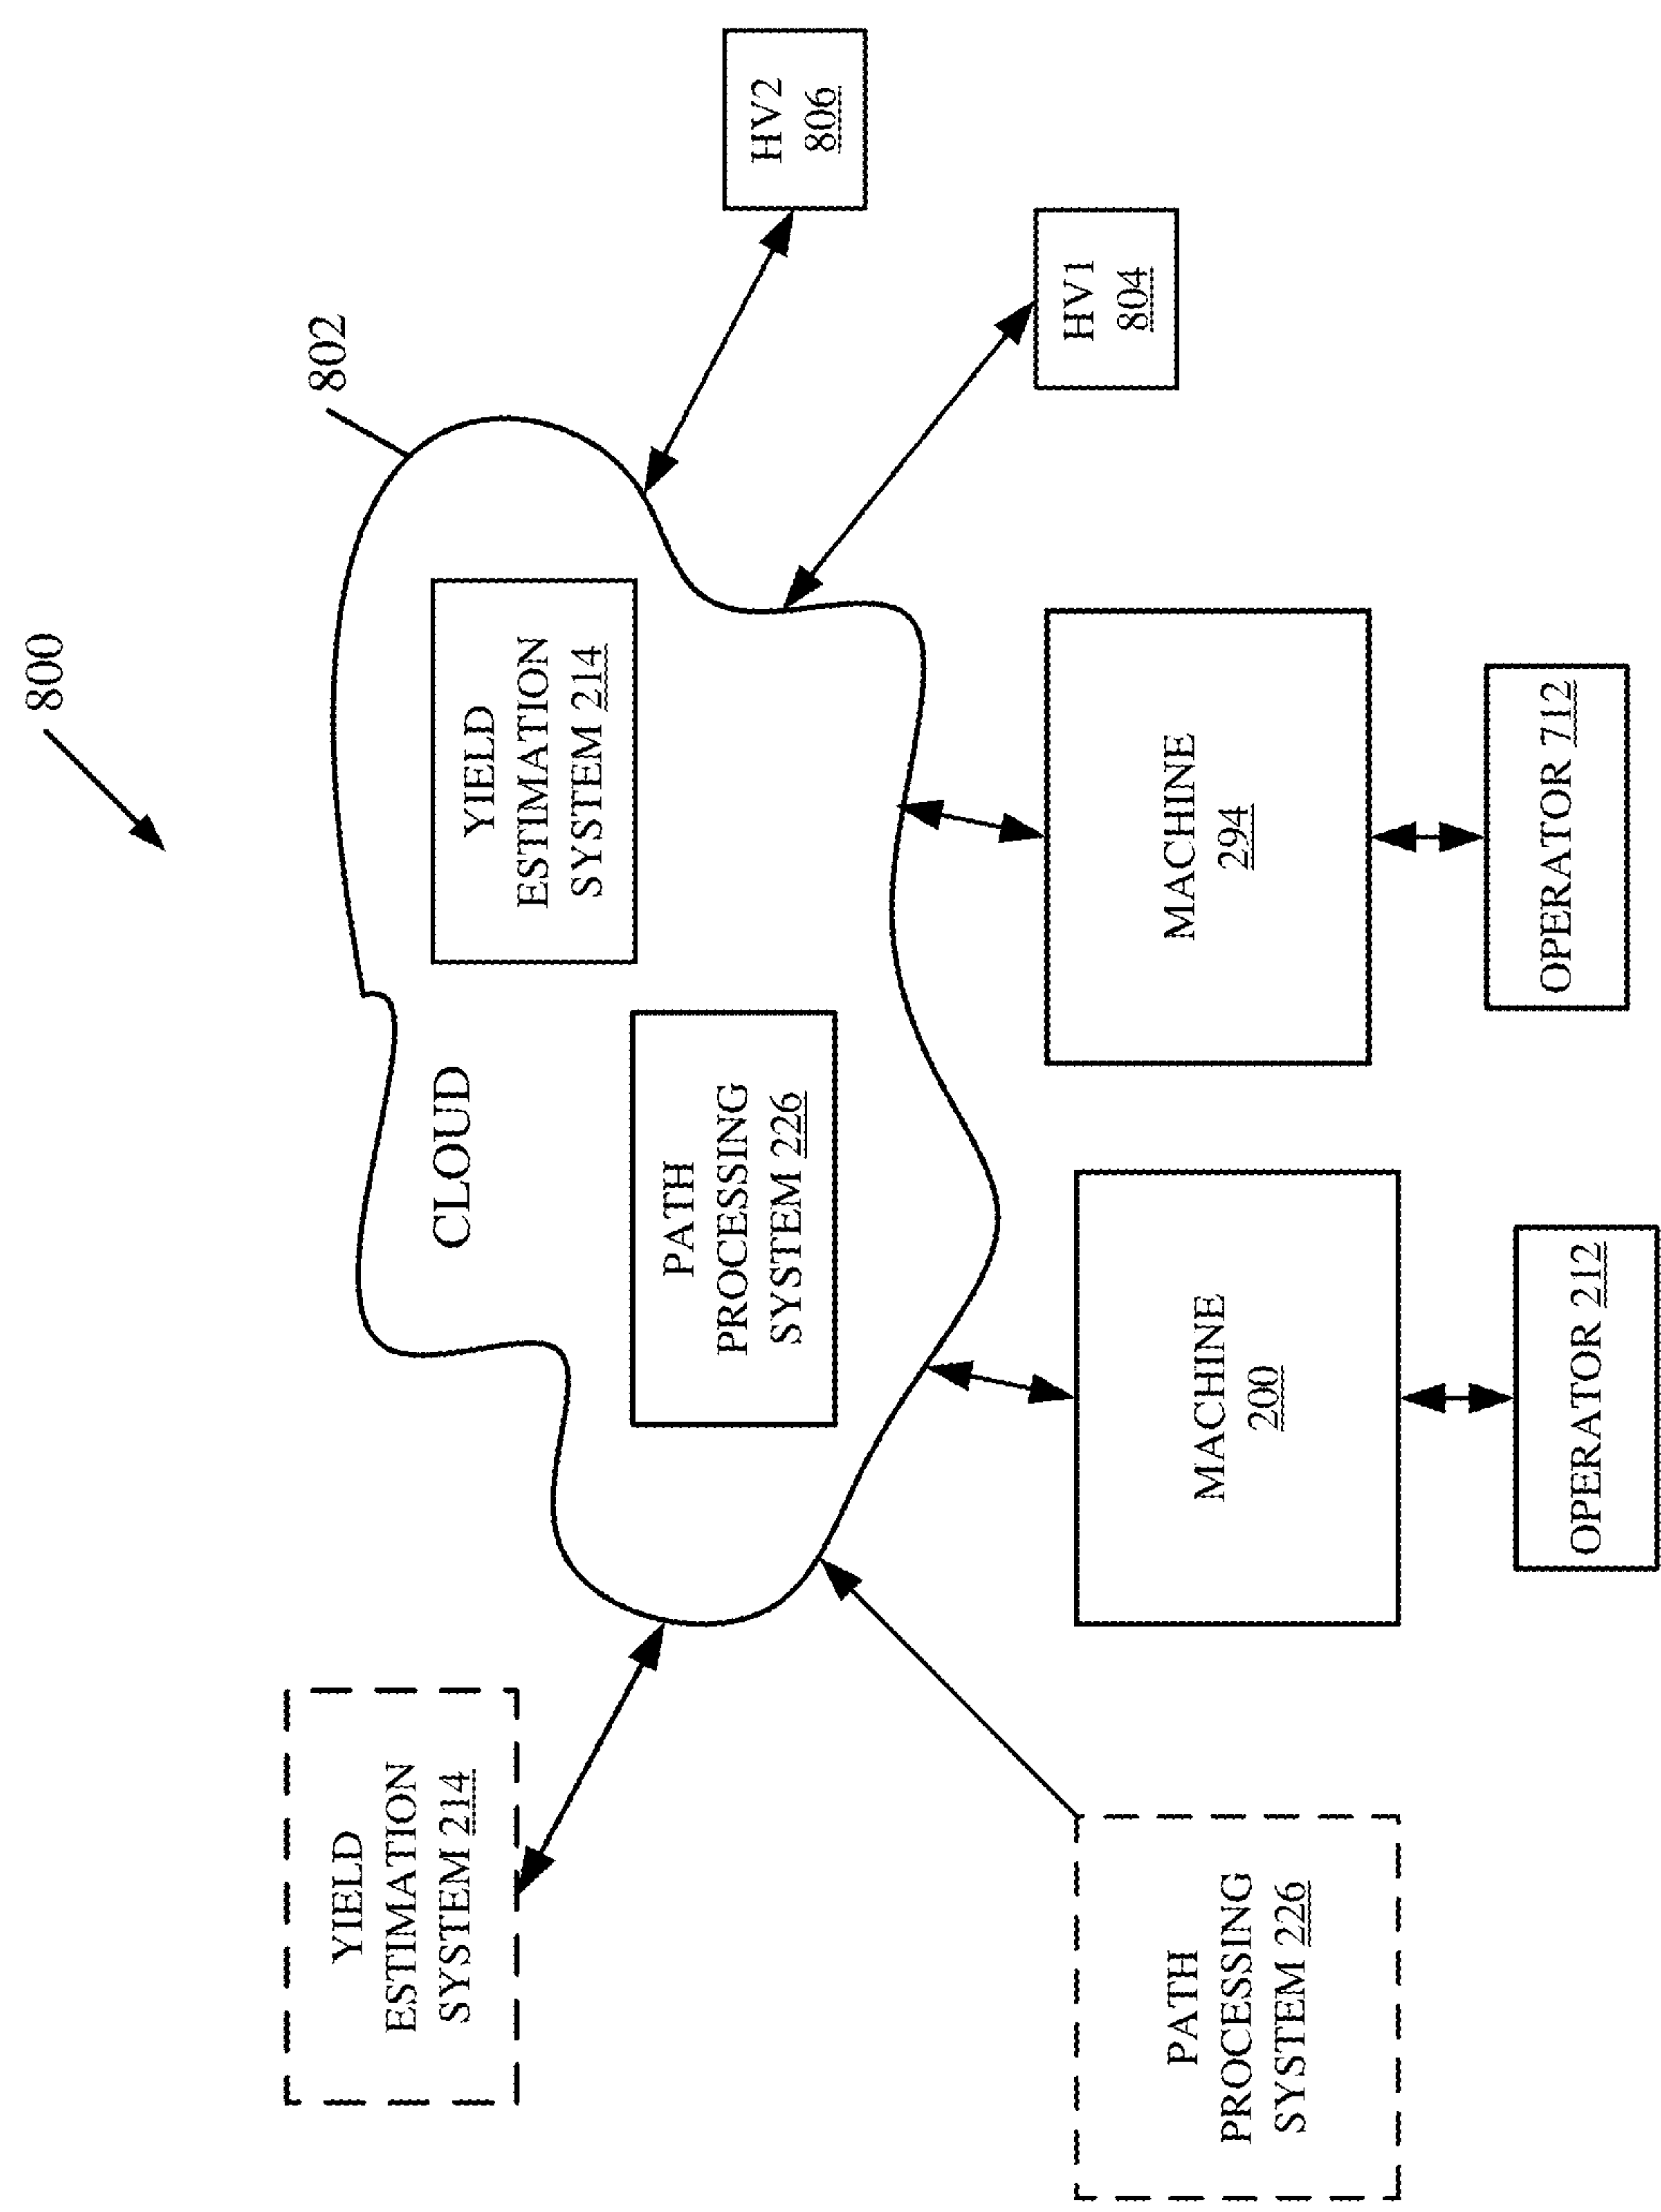 800
802
CLOUD
YIELD
ESTIMATION
SYSTEM 214
PATH
PROCESSING
SYSTEM 226
YIELD
ESTIMATION
SYSTEM 214
PATH
PROCESSING
SYSTEM 226
MACHINE
200
OPERATOR 212
MACHINE
294
OPERATOR 712
HV1
804
HV2
806